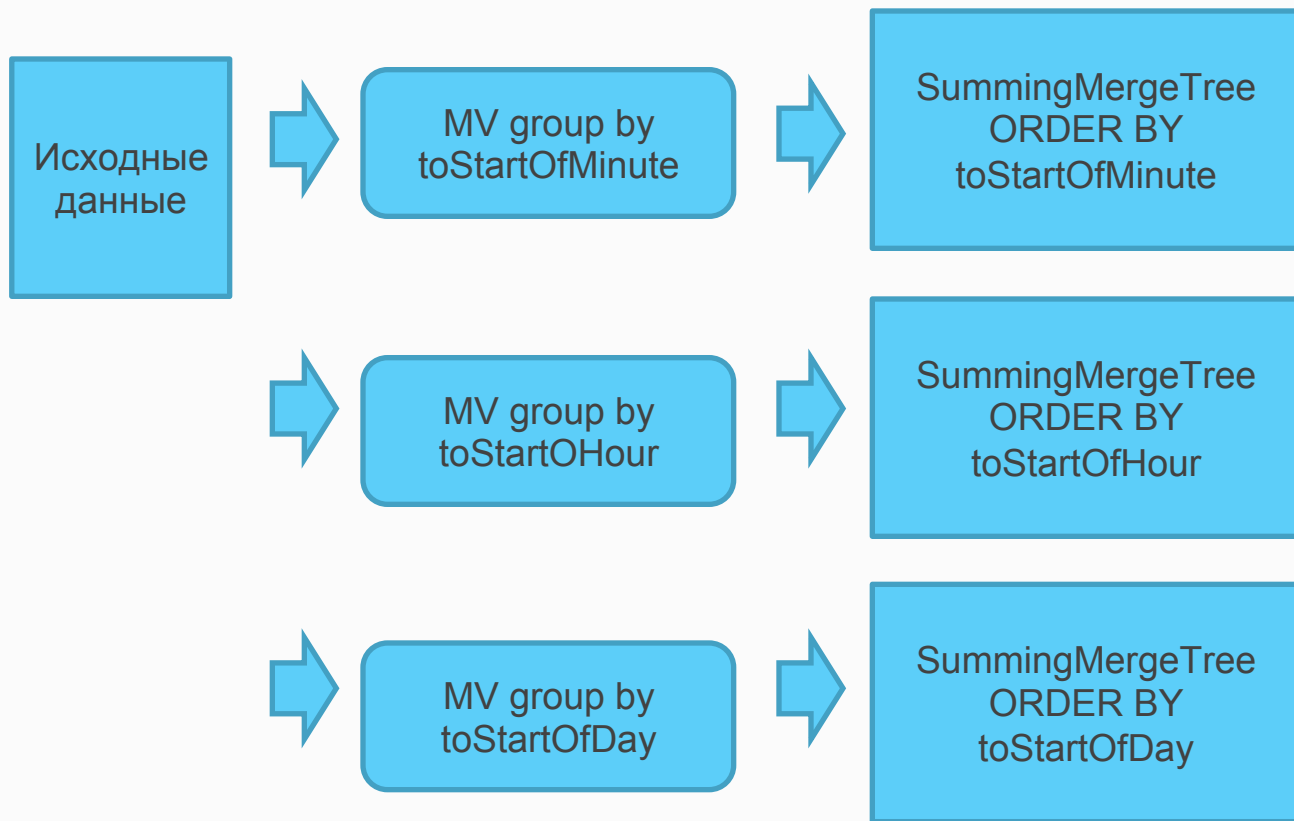 Исходные
данные
MV group by
toStartOfMinute
SummingMergeTree
ORDER BY
toStartOfMinute
MV group by
toStartOHour
SummingMergeTree
ORDER BY
toStartOfHour
MV group by
toStartOfDay
SummingMergeTree
ORDER BY
toStartOfDay